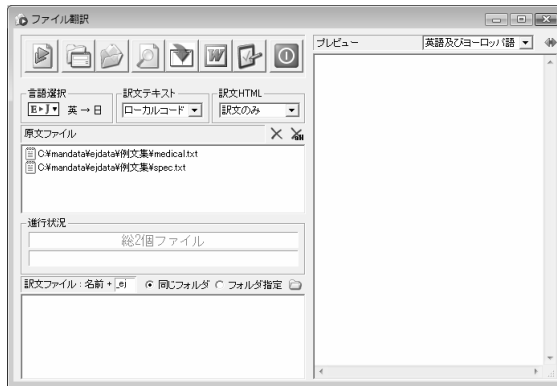 ファイル翻訳
プレビュー
英語及びヨーロッパ語
言語選択
訳文テキスト
訳文HTML
E▸J▾ 英→日
ローカルコード
訳文のみ
原文ファイル
C:¥mandata¥ejdata¥例文集¥medical.txt
C:¥mandata¥ejdata¥例文集¥spec.txt
進行状況
総2個ファイル
訳文ファイル:名前 + _ej 同じフォルダ フォルダ指定